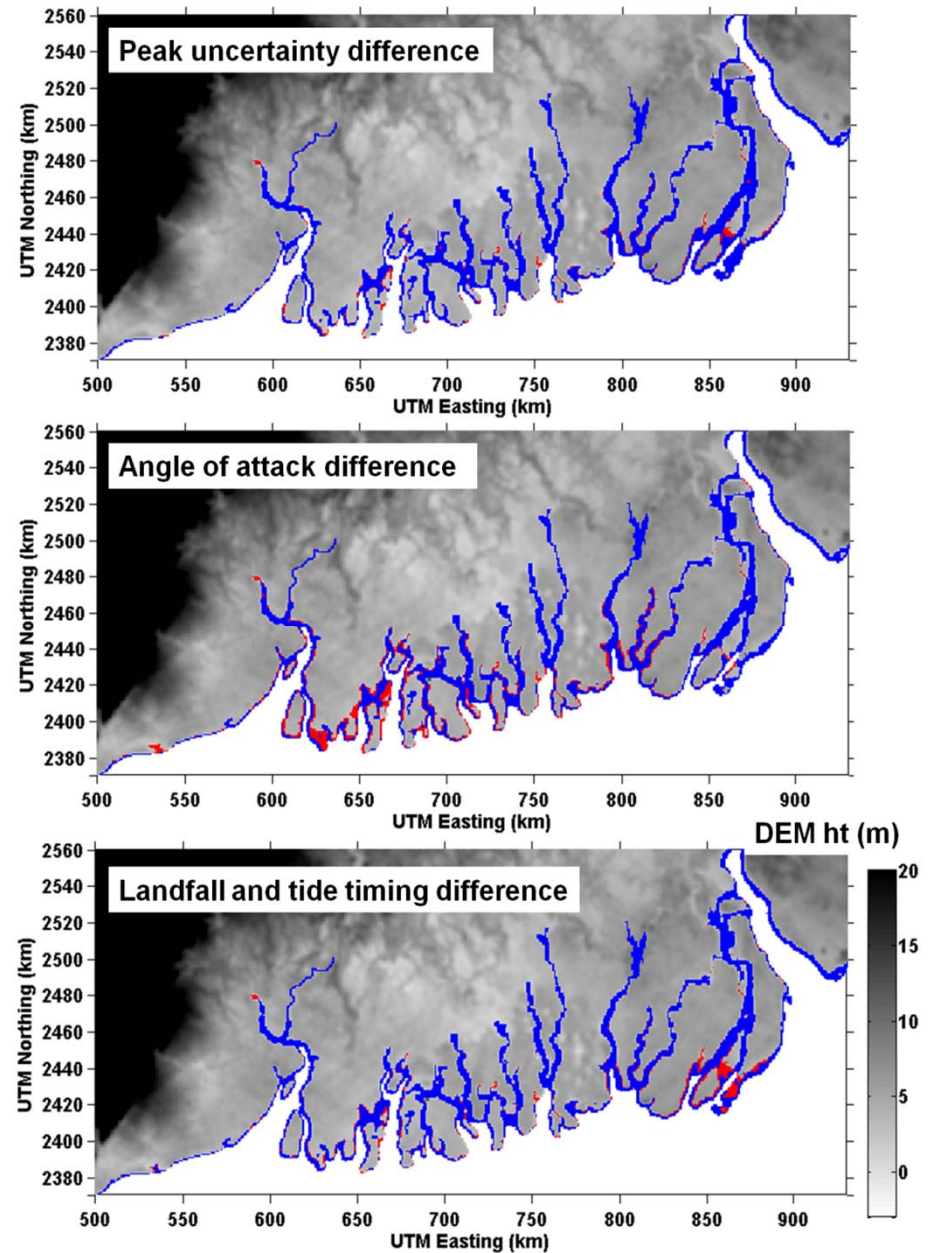 Peak uncertainty difference
UTM Northing (km)
2560
2540
2520
2500
2480
2460
2440
2420
2400
2380
500 550 600 650 700 750 800 850 900
UTM Easting (km)
Angle of attack difference
UTM Northing (km)
2560
2540
2520
2500
2480
2460
2440
2420
2400
2380
500 550 600 650 700 750 800 850 900
UTM Easting (km)
DEM ht (m)
Landfall and tide timing difference
UTM Northing (km)
2560
2540
2520
2500
2480
2460
2440
2420
2400
2380
500 550 600 650 700 750 800 850 900
UTM Easting (km)
20
15
10
5
0